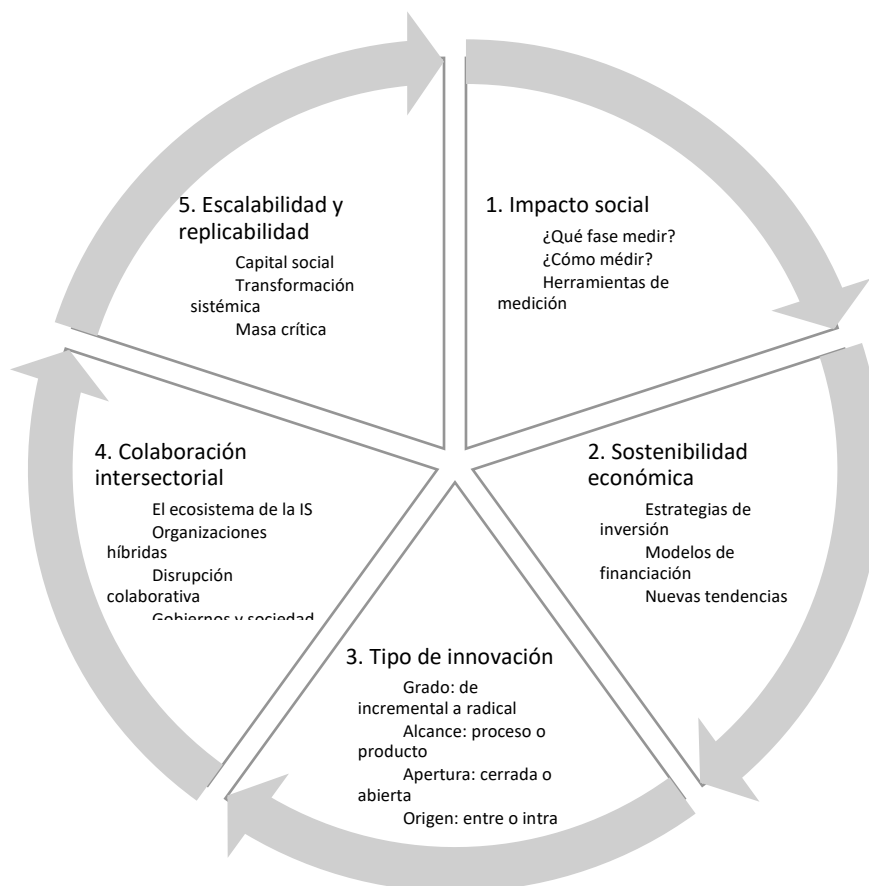 1. Impacto social
¿Qué fase medir?
¿Cómo médir?
Herramientas de
medición
2. Sostenibilidad
económica
Estrategias de
inversión
Modelos de
financiación
Nuevas tendencias
3. Tipo de innovación
Grado: de
incremental a radical
Alcance: proceso o
producto
Apertura: cerrada o
abierta
Origen: entre o intra
4. Colaboración
intersectorial
El ecosistema de la IS
Organizaciones
híbridas
Disrupción
colaborativa
Gobiernos y sociedad
5. Escalabilidad y
replicabilidad
Capital social
Transformación
sistémica
Masa crítica